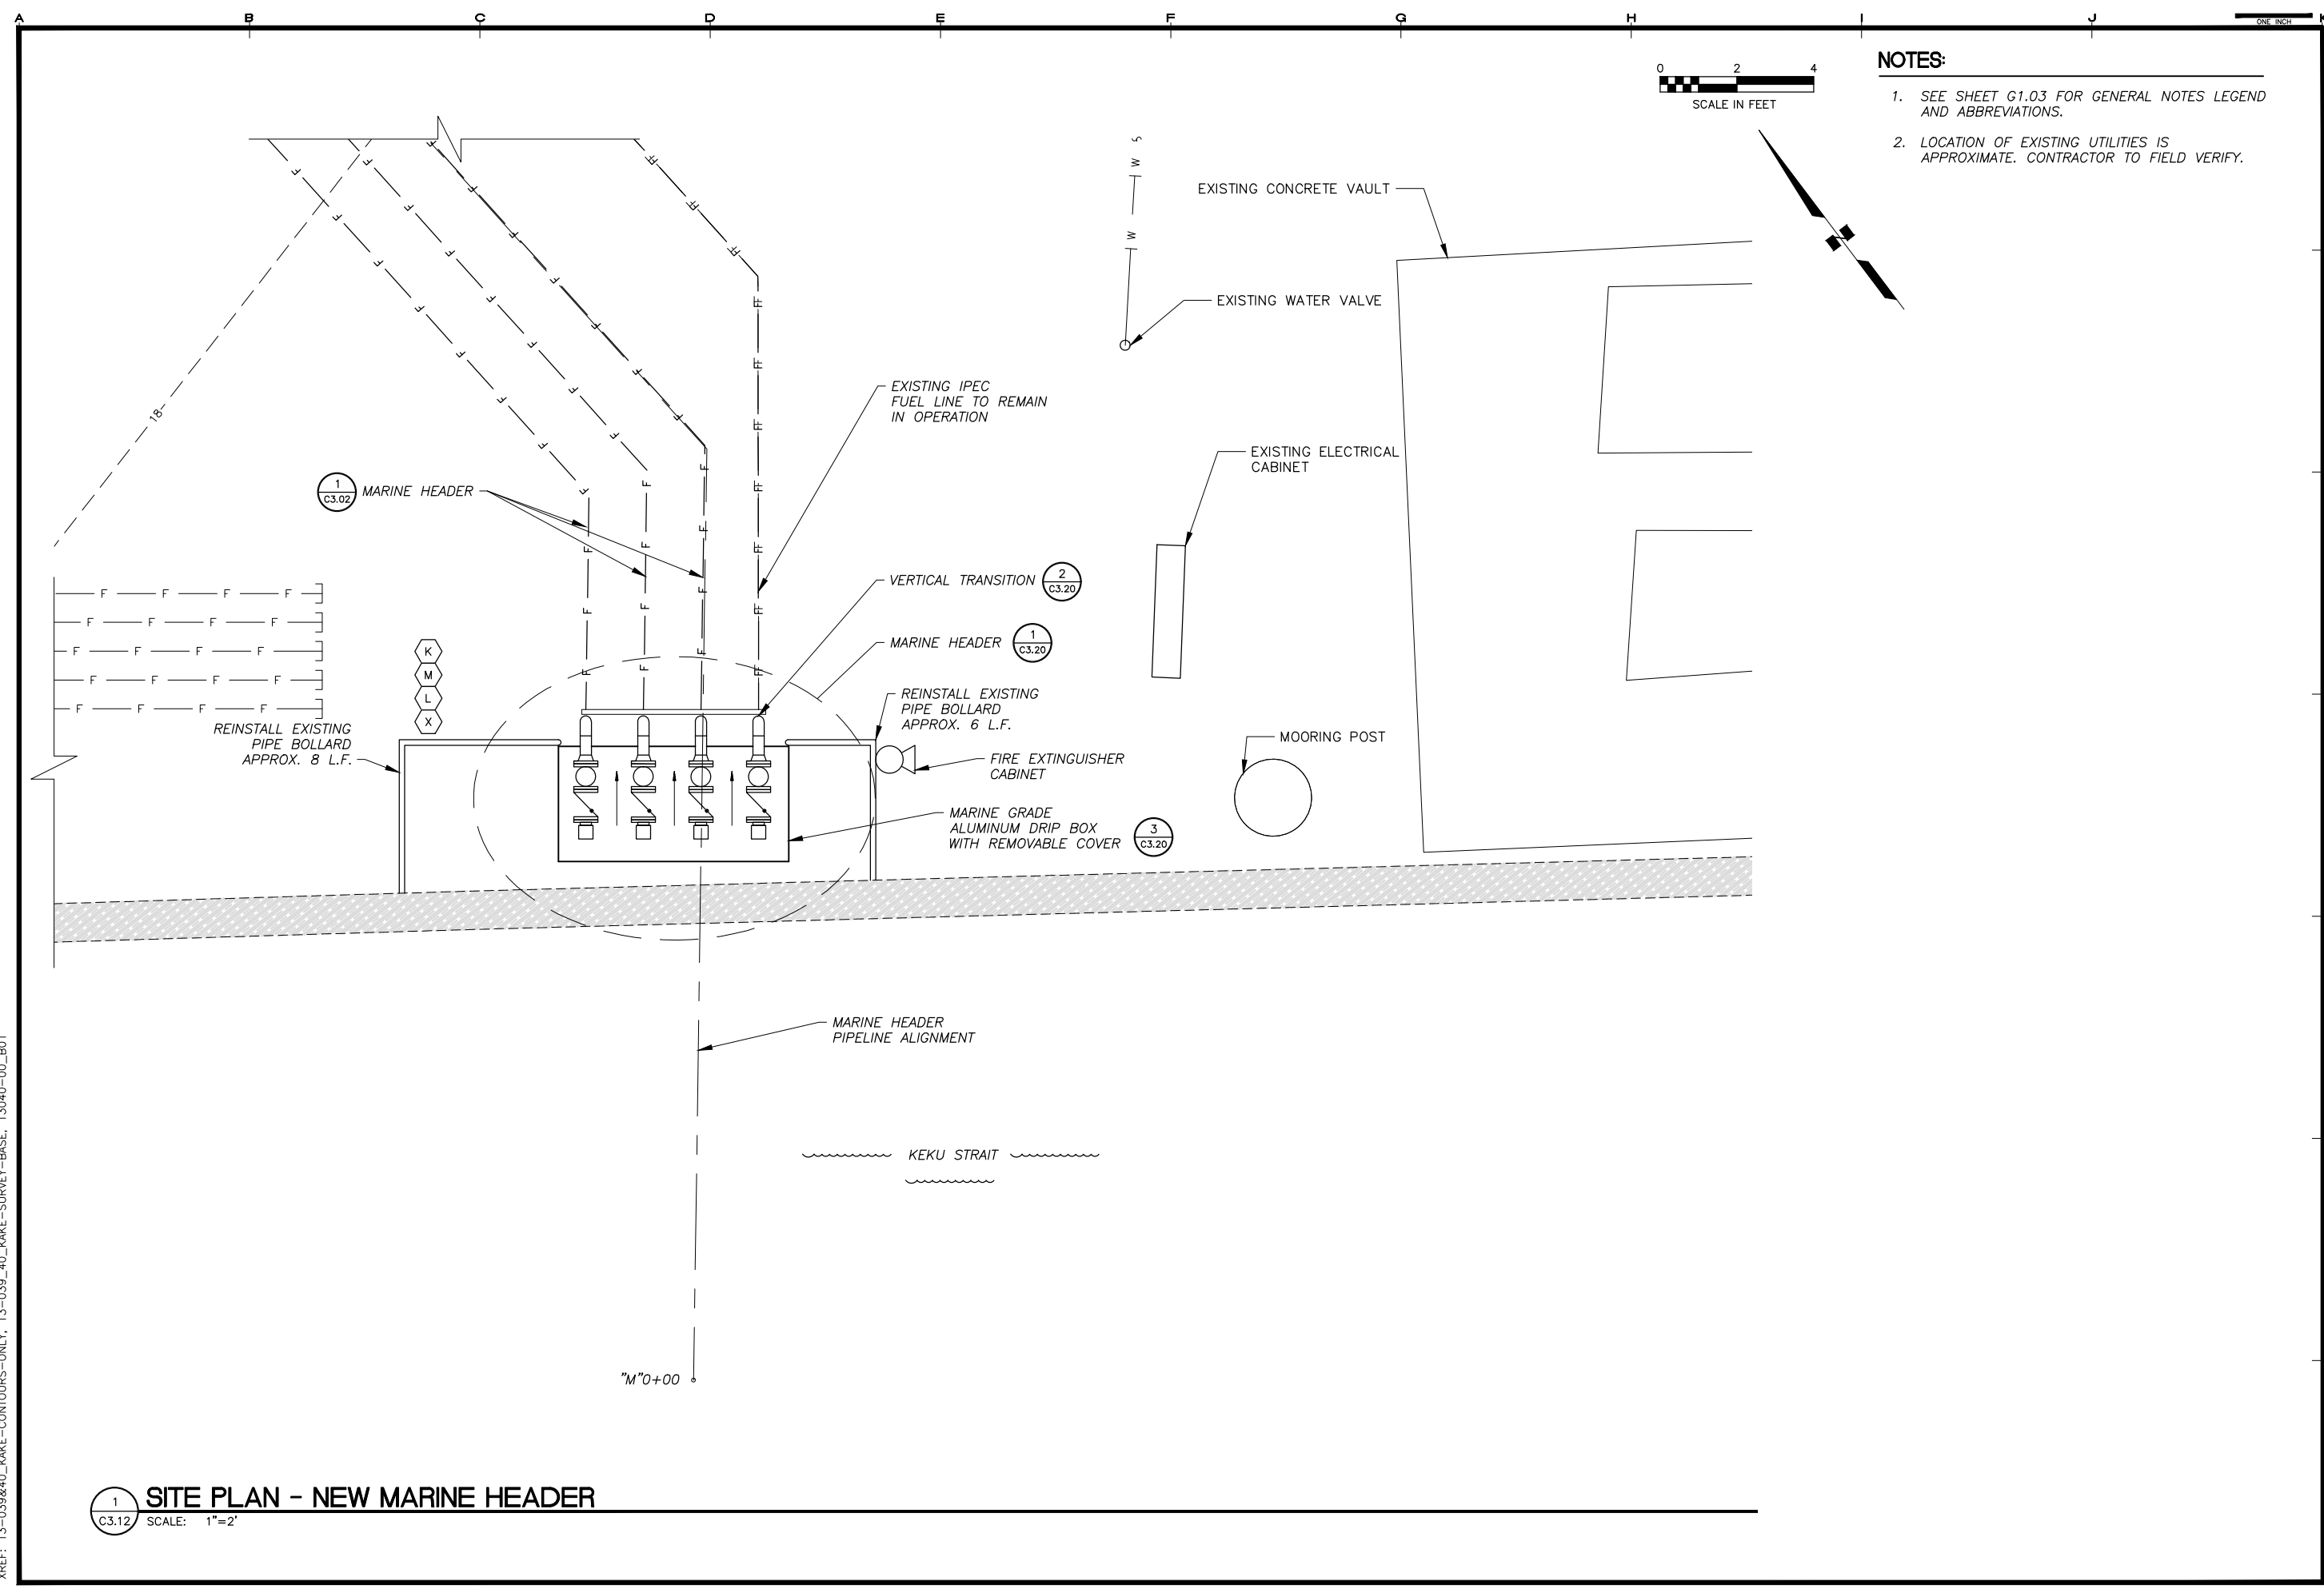 A B C D E F G H I J K
ONE INCH
NOTES:
1. SEE SHEET G1.03 FOR GENERAL NOTES LEGEND
AND ABBREVIATIONS.
2. LOCATION OF EXISTING UTILITIES IS
APPROXIMATE. CONTRACTOR TO FIELD VERIFY.
0 2 4
SCALE IN FEET
N
W
W
EXISTING CONCRETE VAULT
EXISTING WATER VALVE
EXISTING IPEC
FUEL LINE TO REMAIN
IN OPERATION
18
EXISTING ELECTRICAL
CABINET
1
C3.02
MARINE HEADER
VERTICAL TRANSITION
2
C3.20
F F F F
F F F F
F F F F
F F F F
F F F F
MARINE HEADER
1
C3.20
K
M
L
X
REINSTALL EXISTING
PIPE BOLLARD
APPROX. 6 L.F.
REINSTALL EXISTING
PIPE BOLLARD
APPROX. 8 L.F.
MOORING POST
FIRE EXTINGUISHER
CABINET
MARINE GRADE
ALUMINUM DRIP BOX
WITH REMOVABLE COVER
3
C3.20
MARINE HEADER
PIPELINE ALIGNMENT
KEKU STRAIT
"M"0+00
1
C3.12
SITE PLAN - NEW MARINE HEADER
SCALE: 1"=2'